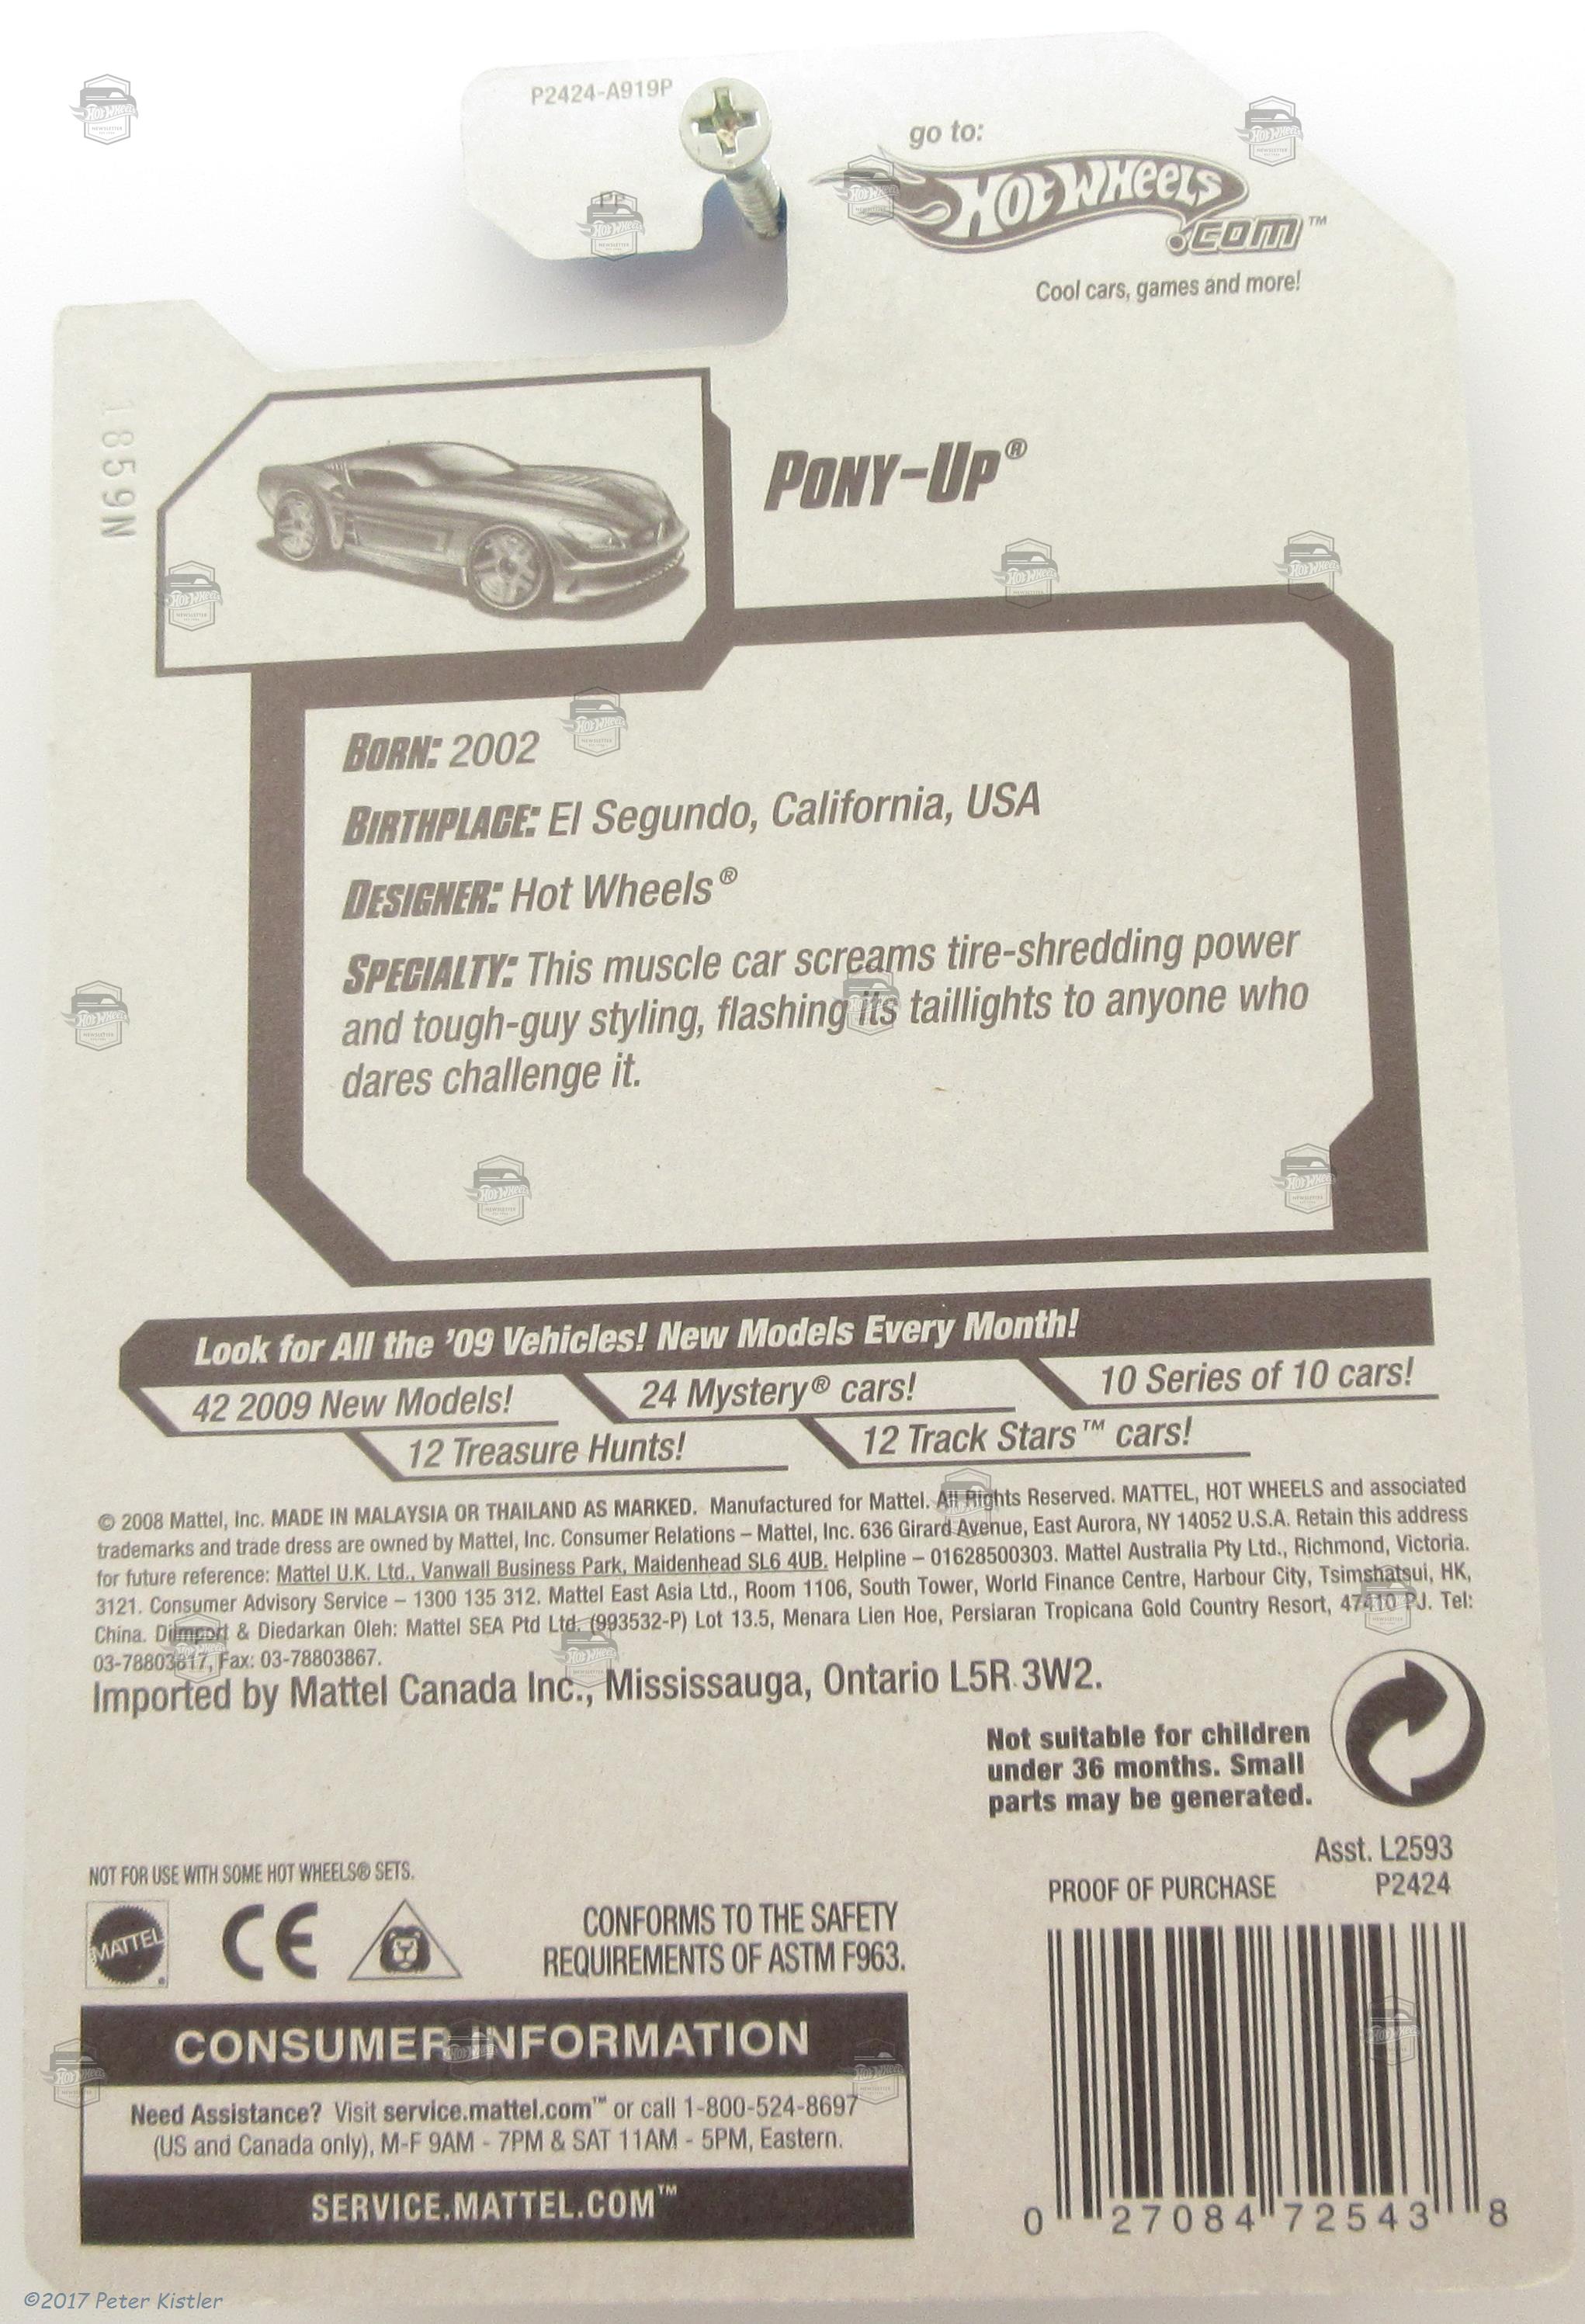 P2424-A919P
go to:
HOT WHEELS
.COM™
Cool cars, games and more!
1859N
PONY-UP®
BORN: 2002
BIRTHPLACE: El Segundo, California, USA
DESIGNER: Hot Wheels®
SPECIALTY: This muscle car screams tire-shredding power
and tough-guy styling, flashing its taillights to anyone who
dares challenge it.
Look for All the '09 Vehicles! New Models Every Month!
42 2009 New Models!
24 Mystery® cars!
10 Series of 10 cars!
12 Treasure Hunts!
12 Track Stars™ cars!
© 2008 Mattel, Inc. MADE IN MALAYSIA OR THAILAND AS MARKED. Manufactured for Mattel. All Rights Reserved. MATTEL, HOT WHEELS and associated
trademarks and trade dress are owned by Mattel, Inc. Consumer Relations – Mattel, Inc. 636 Girard Avenue, East Aurora, NY 14052 U.S.A. Retain this address
for future reference: Mattel U.K. Ltd., Vanwall Business Park, Maidenhead SL6 4UB. Helpline – 01628500303. Mattel Australia Pty Ltd., Richmond, Victoria.
3121. Consumer Advisory Service – 1300 135 312. Mattel East Asia Ltd., Room 1106, South Tower, World Finance Centre, Harbour City, Tsimshatsui, HK,
China. Diimport & Diedarkan Oleh: Mattel SEA Ptd Ltd. (993532-P) Lot 13.5, Menara Lien Hoe, Persiaran Tropicana Gold Country Resort, 47410 PJ. Tel:
03-78803817, Fax: 03-78803867.
Imported by Mattel Canada Inc., Mississauga, Ontario L5R 3W2.
Not suitable for children
under 36 months. Small
parts may be generated.
Asst. L2593
PROOF OF PURCHASE P2424
NOT FOR USE WITH SOME HOT WHEELS® SETS.
MATTEL
CE
CONFORMS TO THE SAFETY
REQUIREMENTS OF ASTM F963.
CONSUMER INFORMATION
Need Assistance? Visit service.mattel.com™ or call 1-800-524-8697
(US and Canada only), M-F 9AM - 7PM & SAT 11AM - 5PM, Eastern.
SERVICE.MATTEL.COM™
0 27084 72543 8
©2017 Peter Kistler